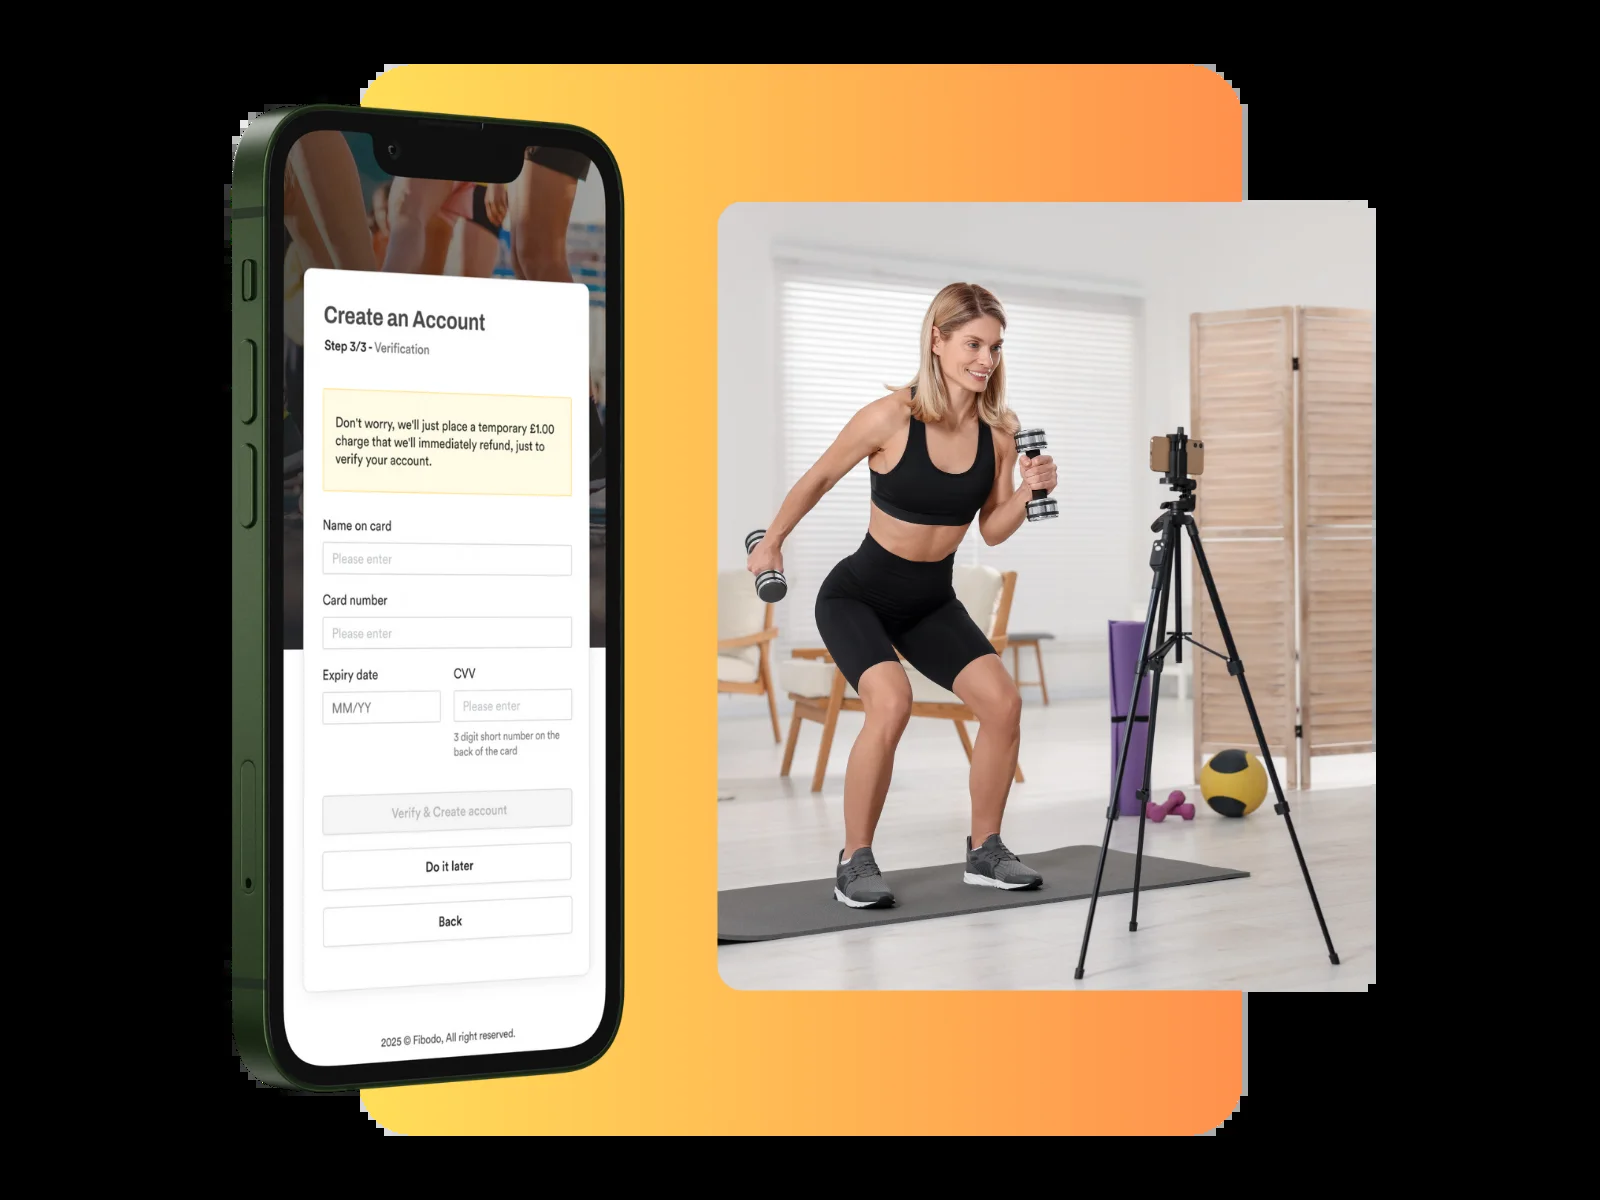 Create an Account
Step 3/3 - Verification
Don't worry, we'll just place a temporary £1.00
charge that we'll immediately refund, just to
verify your account.
Name on card
Please enter
Card number
Please enter
Expiry date
CVV
MM/YY
Please enter
3 digit short number on the
back of the card
Verify & Create account
Do it later
Back
2025 © Fibodo, All right reserved.